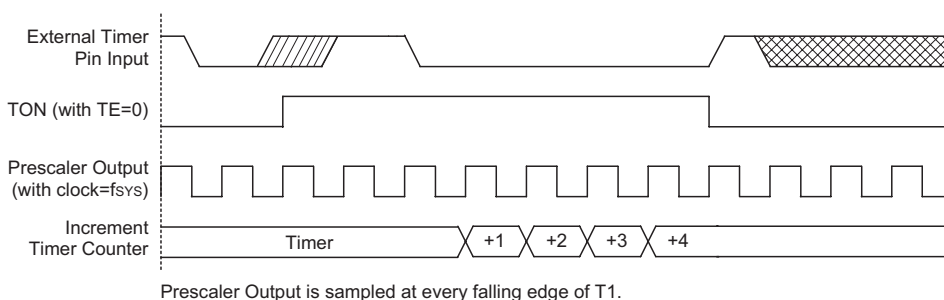 External Timer
Pin Input
TON (with TE=0)
Prescaler Output
(with clock=fSYS)
Increment
Timer Counter
Timer +1 +2 +3 +4
Prescaler Output is sampled at every falling edge of T1.